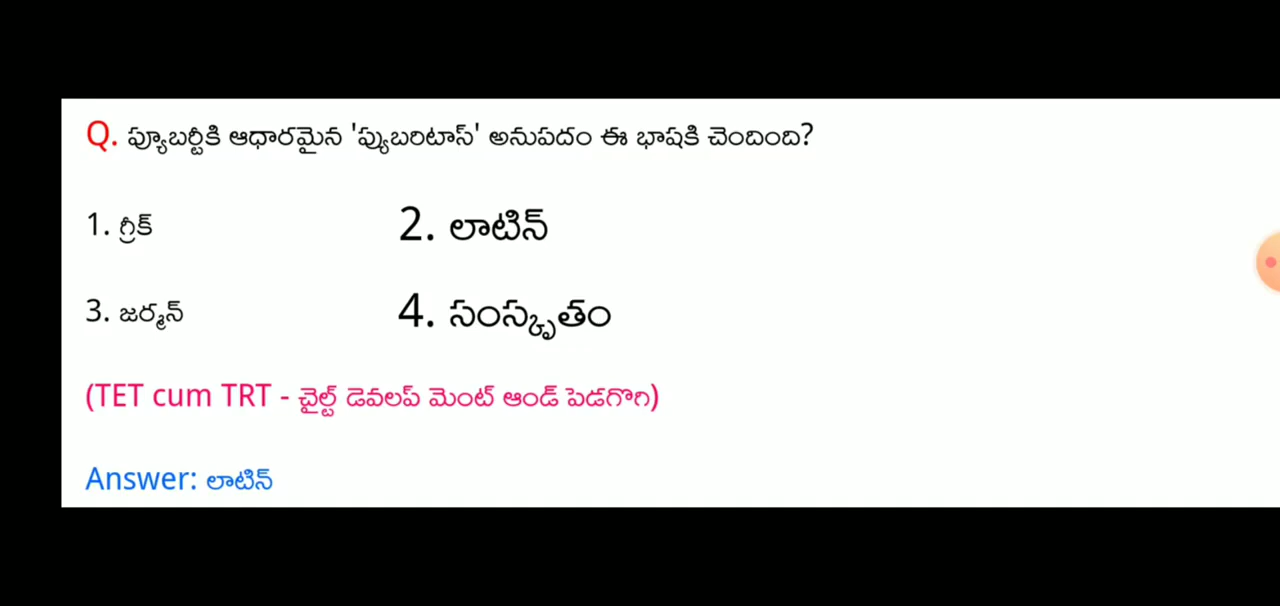 Q. ప్యూబర్టీకి ఆధారమైన 'ప్యుబరిటాస్' అనుపదం ఈ భాషకి చెందింది?
1. గ్రీక్ 2. లాటిన్
3. జర్మన్ 4. సంస్కృతం
(TET cum TRT - చైల్డ్ డెవలప్ మెంట్ ఆండ్ పెడగొగి)
Answer: లాటిన్